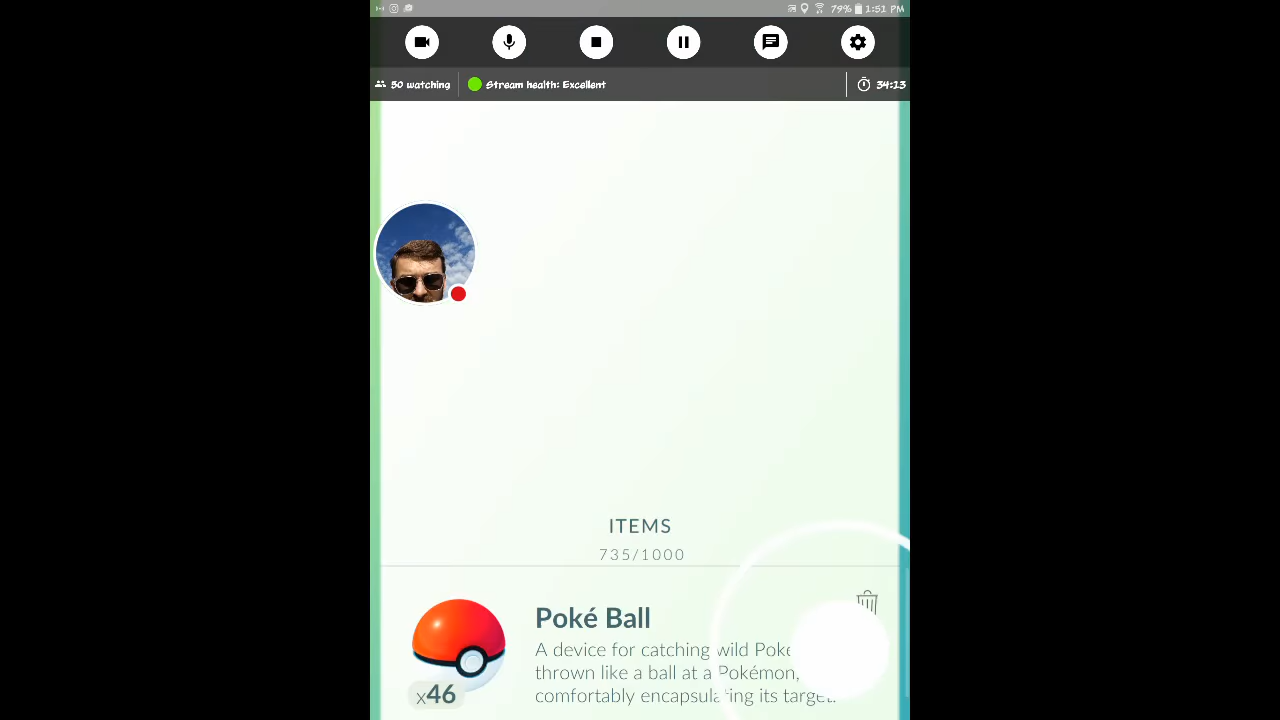 79% 1:51 PM
50 watching Stream health: Excellent 34:13
ITEMS
735/1000
Poké Ball
A device for catching wild Poké
thrown like a ball at a Pokémon,
comfortably encapsulating its target.
x46